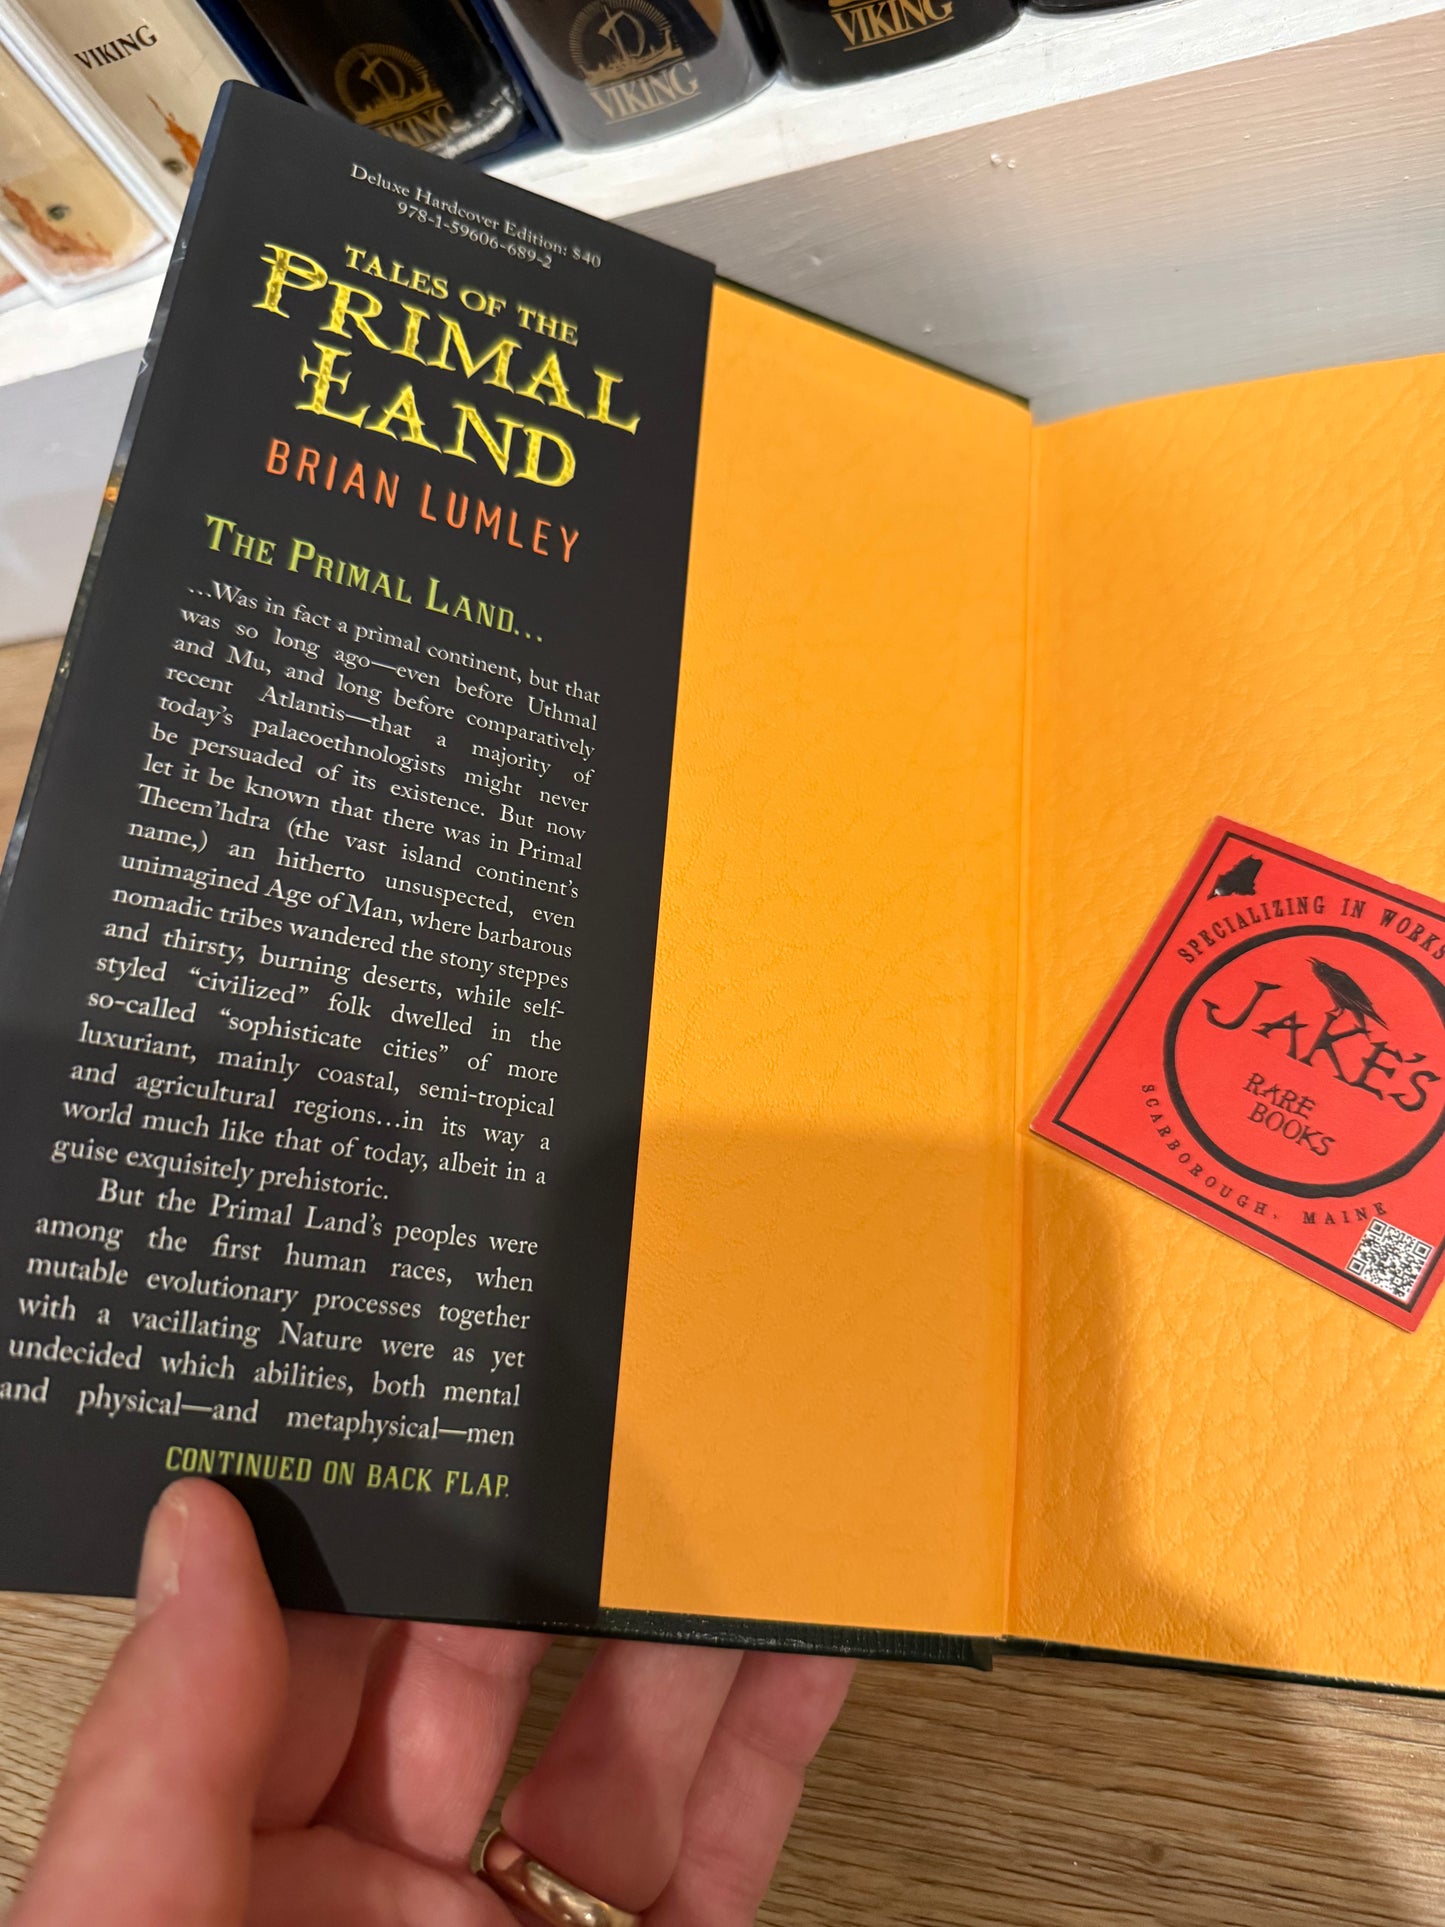 VIKING
VIKING
VIKING
VIKING
Deluxe Hardcover Edition: $40
978-1-59606-689-2
TALES OF THE
PRIMAL
LAND
BRIAN LUMLEY
THE PRIMAL LAND...
...Was in fact a primal continent, but that
was so long ago—even before Uthmal
and Mu, and long before comparatively
recent Atlantis—that a majority of
today's palaeoethnologists might never
be persuaded of its existence. But now
let it be known that there was in Primal
Theem'hdra (the vast island continent's
name,) an hitherto unsuspected, even
unimagined Age of Man, where barbarous
nomadic tribes wandered the stony steppes
and thirsty, burning deserts, while self-
styled “civilized” folk dwelled in the
so-called “sophisticate cities” of more
luxuriant, mainly coastal, semi-tropical
and agricultural regions...in its way a
world much like that of today, albeit in a
guise exquisitely prehistoric.
But the Primal Land's peoples were
among the first human races, when
mutable evolutionary processes together
with a vacillating Nature were as yet
undecided which abilities, both mental
and physical—and metaphysical—men
CONTINUED ON BACK FLAP.
SPECIALIZING IN WORKS
JAKE'S
RARE
BOOKS
SCARBOROUGH, MAINE